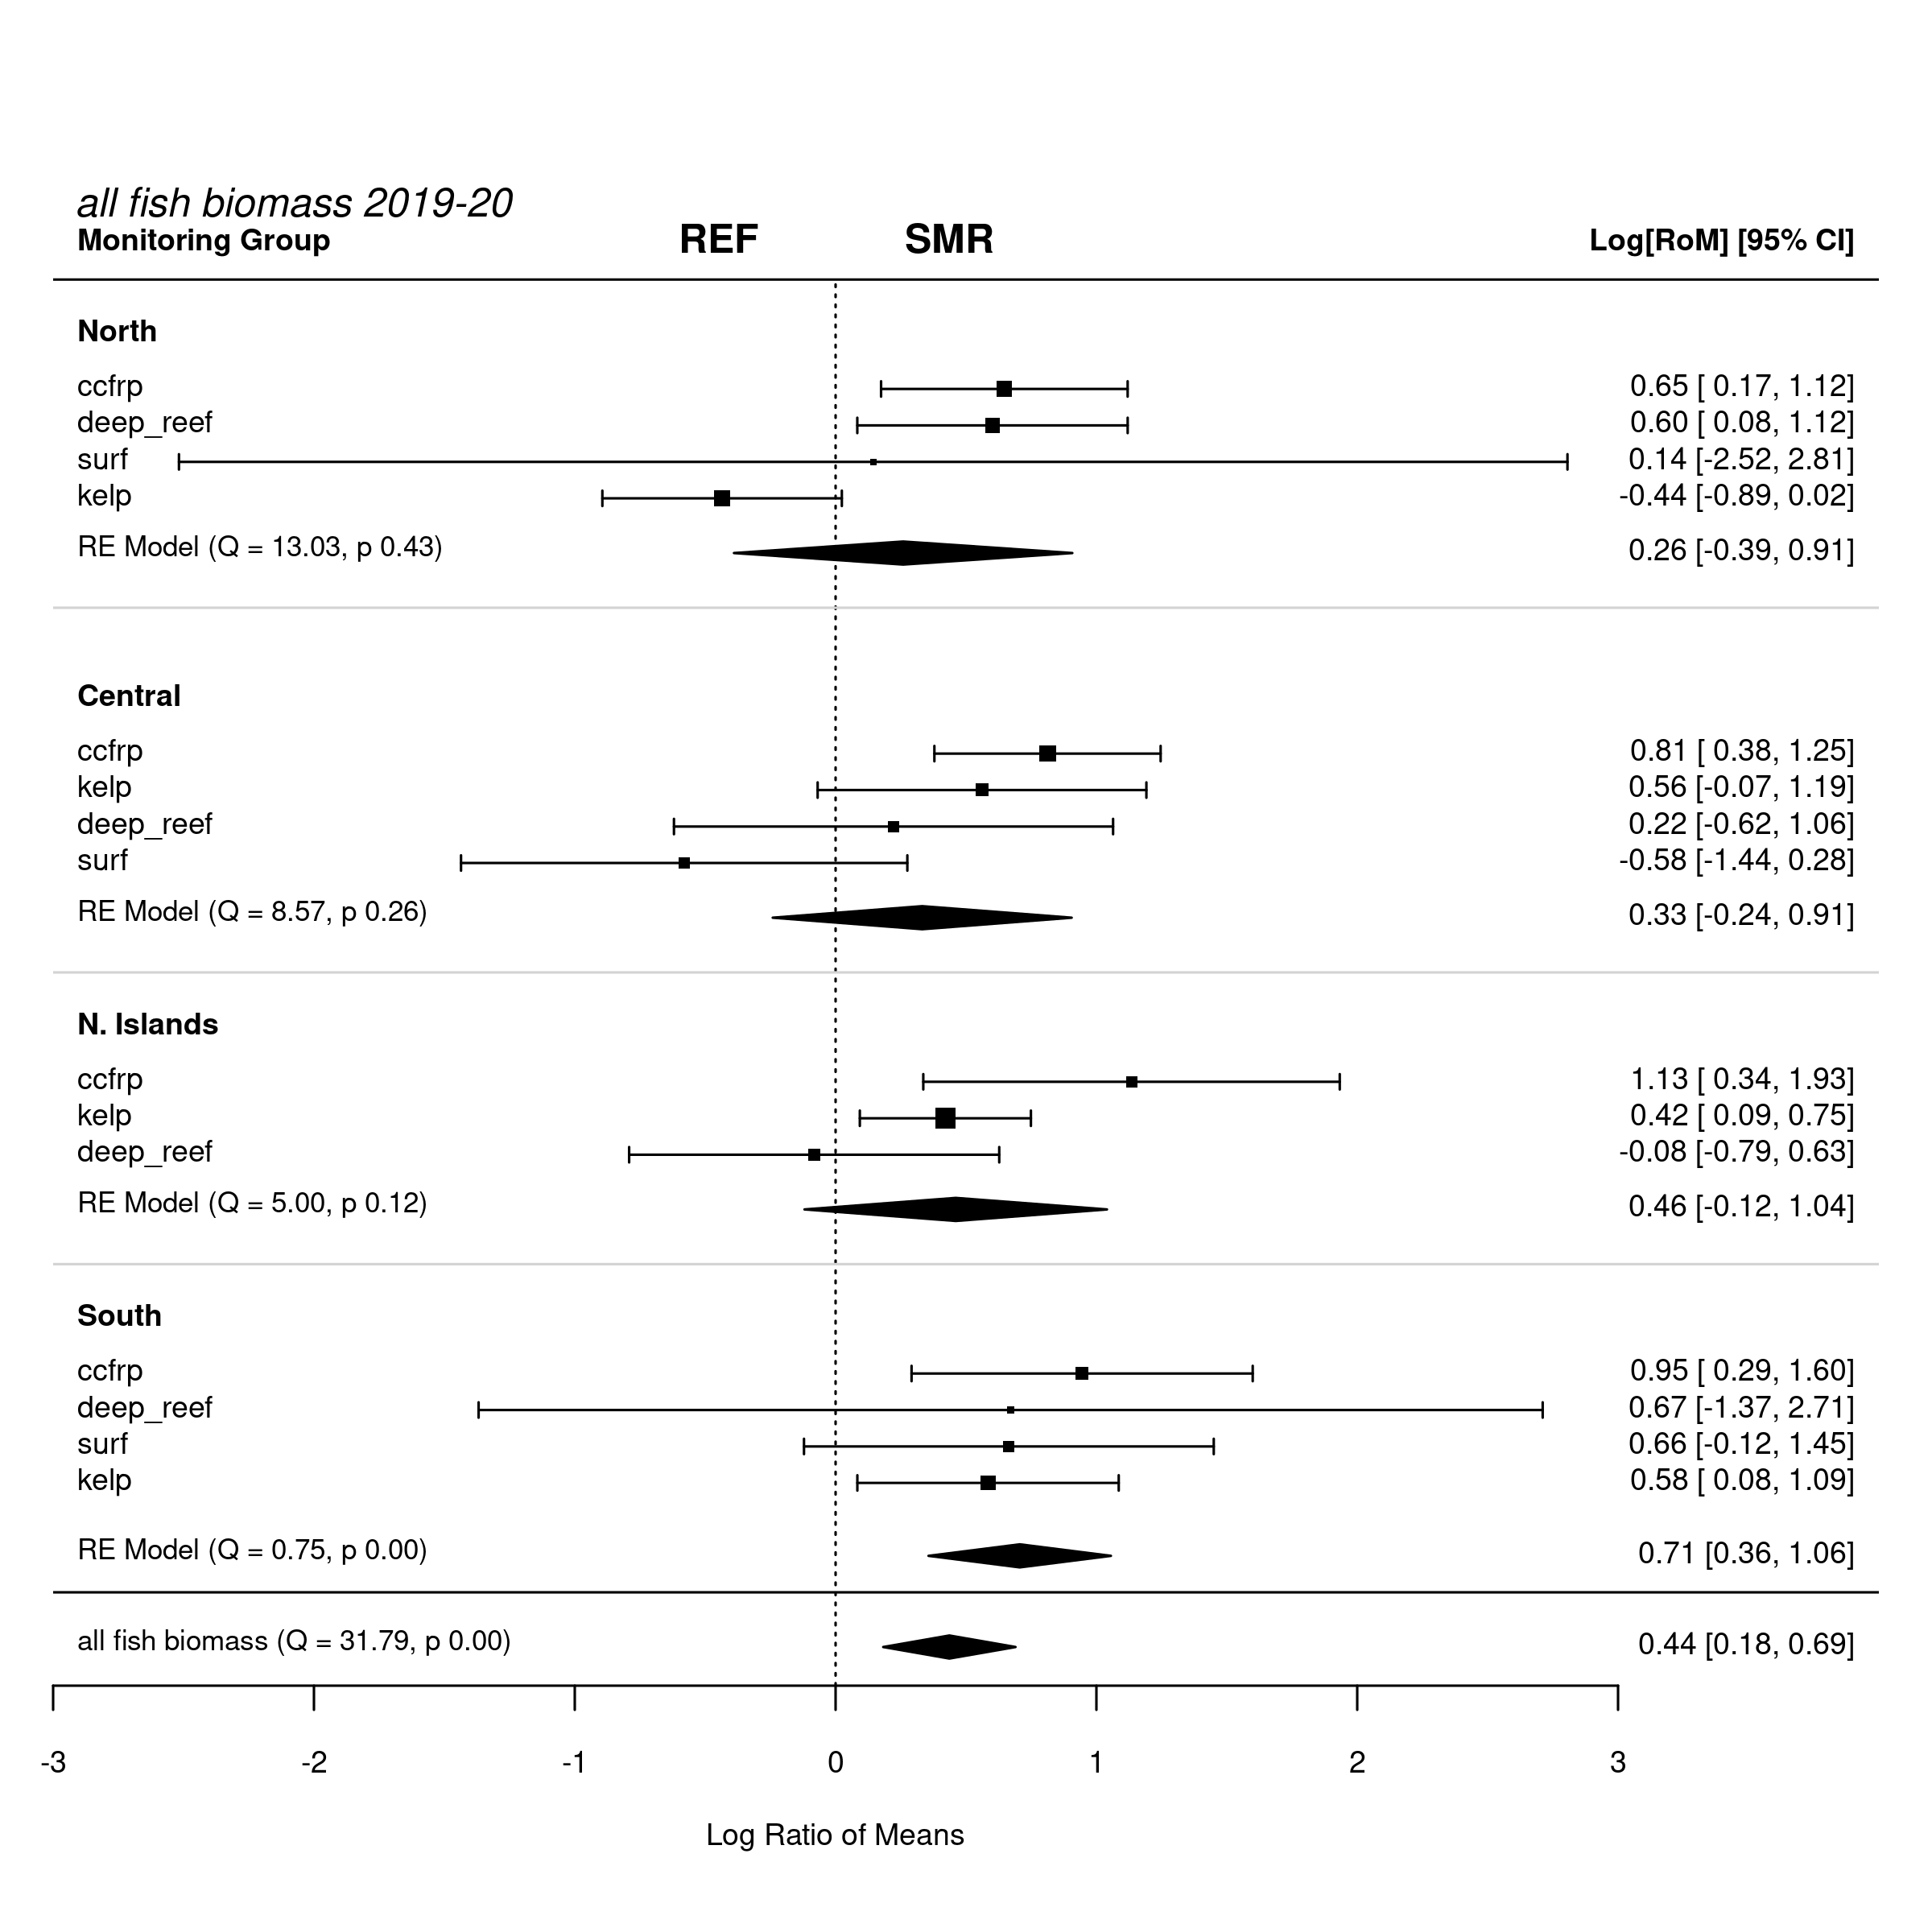 all fish biomass 2019-20
Monitoring Group REF SMR Log[RoM] [95% CI]
North
ccfrp 0.65 [ 0.17, 1.12]
deep_reef 0.60 [ 0.08, 1.12]
surf 0.14 [-2.52, 2.81]
kelp -0.44 [-0.89, 0.02]
RE Model (Q = 13.03, p 0.43) 0.26 [-0.39, 0.91]
Central
ccfrp 0.81 [ 0.38, 1.25]
kelp 0.56 [-0.07, 1.19]
deep_reef 0.22 [-0.62, 1.06]
surf -0.58 [-1.44, 0.28]
RE Model (Q = 8.57, p 0.26) 0.33 [-0.24, 0.91]
N. Islands
ccfrp 1.13 [ 0.34, 1.93]
kelp 0.42 [ 0.09, 0.75]
deep_reef -0.08 [-0.79, 0.63]
RE Model (Q = 5.00, p 0.12) 0.46 [-0.12, 1.04]
South
ccfrp 0.95 [ 0.29, 1.60]
deep_reef 0.67 [-1.37, 2.71]
surf 0.66 [-0.12, 1.45]
kelp 0.58 [ 0.08, 1.09]
RE Model (Q = 0.75, p 0.00) 0.71 [0.36, 1.06]
all fish biomass (Q = 31.79, p 0.00) 0.44 [0.18, 0.69]
-3 -2 -1 0 1 2 3
Log Ratio of Means